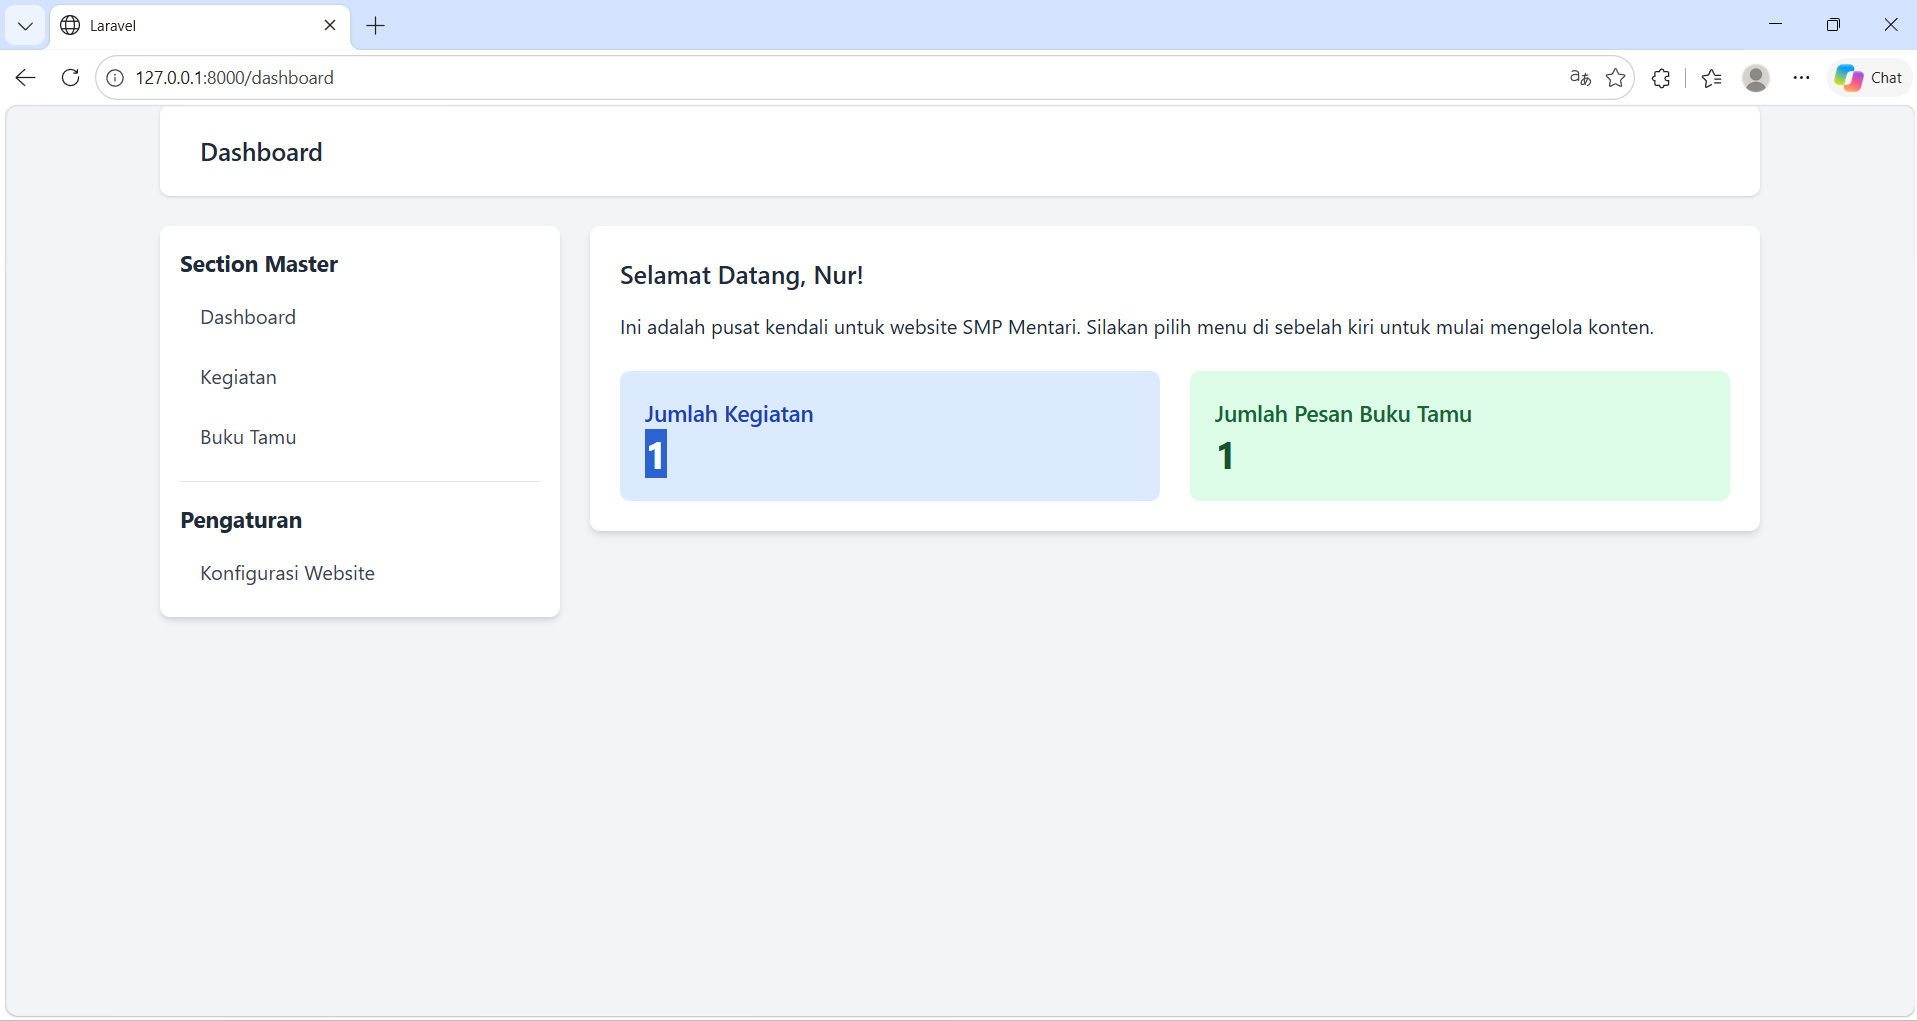 Laravel
127.0.0.1:8000/dashboard
Chat
Dashboard
Section Master
Dashboard
Kegiatan
Buku Tamu
Pengaturan
Konfigurasi Website
Selamat Datang, Nur!
Ini adalah pusat kendali untuk website SMP Mentari. Silakan pilih menu di sebelah kiri untuk mulai mengelola konten.
Jumlah Kegiatan
1
Jumlah Pesan Buku Tamu
1